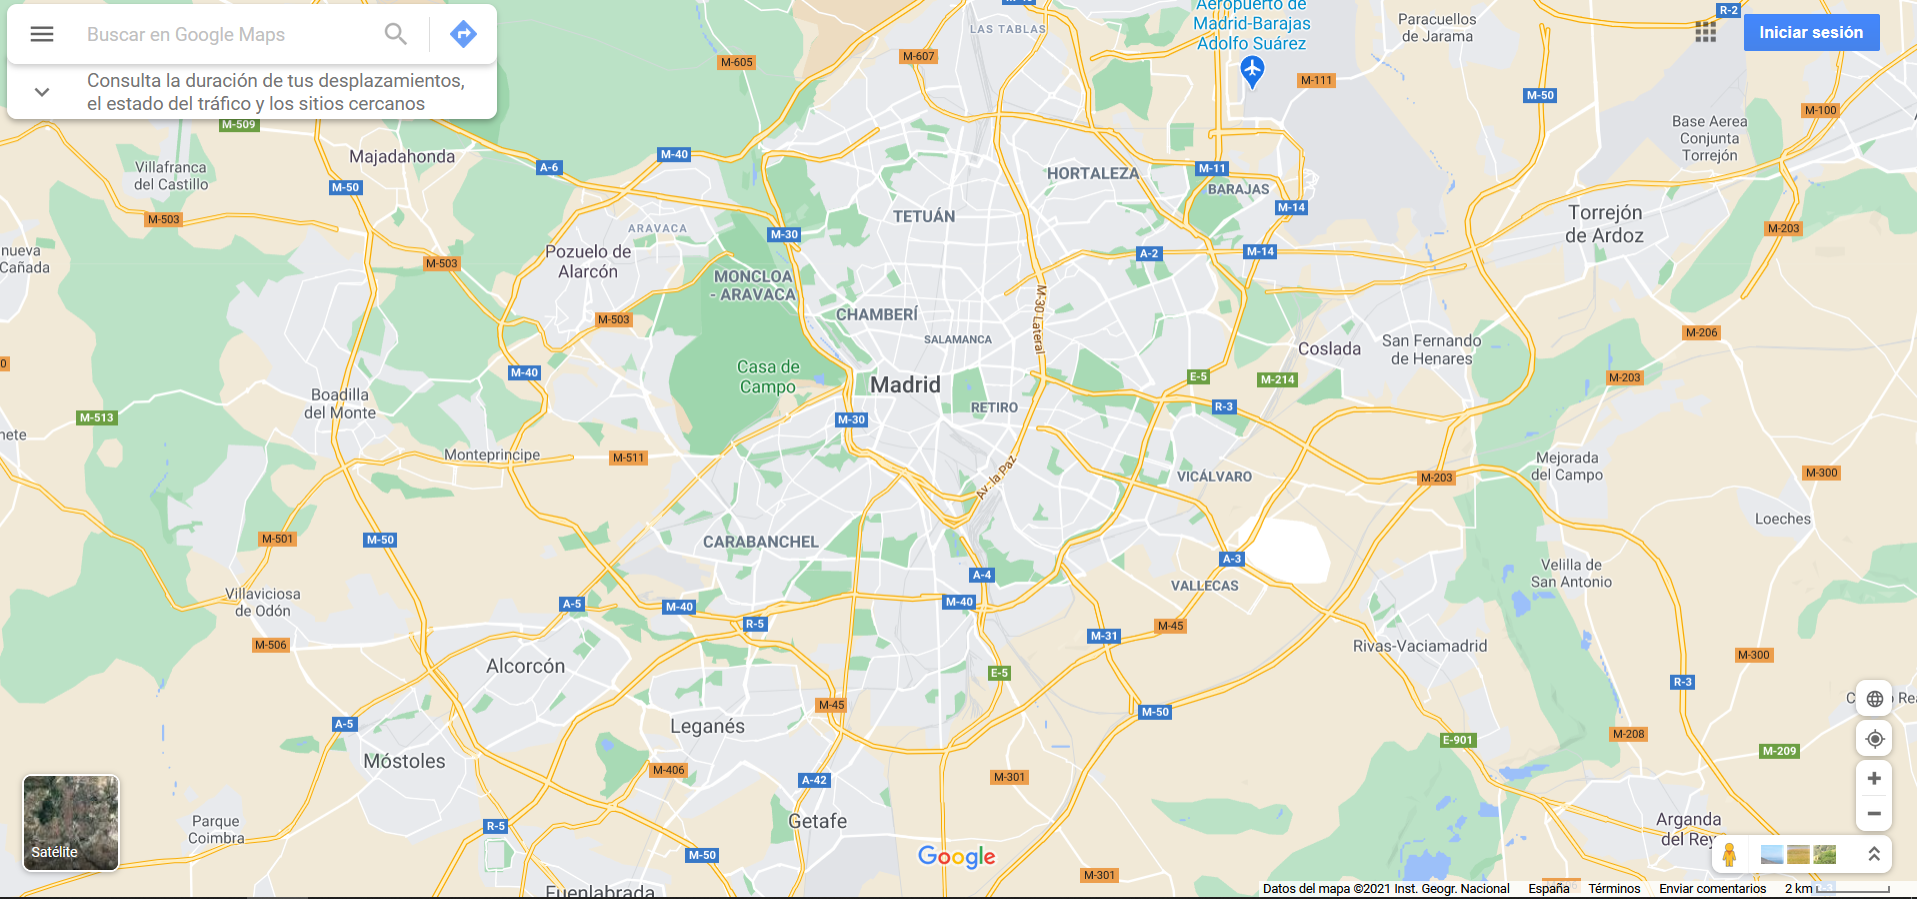 Buscar en Google Maps
Consulta la duración de tus desplazamientos,
el estado del tráfico y los sitios cercanos
Iniciar sesión
LAS TABLAS
Aeropuerto de
Madrid-Barajas
Adolfo Suárez
Paracuellos
de Jarama
R-2
M-605
M-607
M-111
M-50
M-100
Base Aerea
Conjunta
Torrejón
M-509
Majadahonda
Villafranca
del Castillo
A-6
M-40
M-50
M-503
HORTALEZA
M-11
BARAJAS
M-14
TETUÁN
ARAVACA
M-30
Torrejón
de Ardoz
M-203
nueva
Cañada
M-503
Pozuelo de
Alarcón
A-2
M-14
MONCLOA
- ARAVACA
M-503
CHAMBERÍ
SALAMANCA
M-30 Lateral
Coslada
San Fernando
de Henares
M-206
M-40
Casa de
Campo
Madrid
E-5
M-214
M-203
Boadilla
del Monte
M-513
M-30
RETIRO
R-3
Monteprincipe
M-511
Av. la Paz
VICÁLVARO
M-203
Mejorada
del Campo
M-300
Loeches
M-501
M-50
CARABANCHEL
A-3
A-4
VALLECAS
Velilla de
San Antonio
Villaviciosa
de Odón
A-5
M-40
M-40
R-5
M-31
M-45
M-506
Rivas-Vaciamadrid
M-300
Alcorcón
E-5
R-3
M-45
M-50
A-5
Leganés
Móstoles
E-901
M-208
M-209
M-406
A-42
M-301
Satélite
Parque
Coimbra
R-5
Getafe
Arganda
del Rey
M-50
Google
M-301
Fuenlabrada
Datos del mapa ©2021 Inst. Geogr. Nacional España Términos Enviar comentarios 2 km